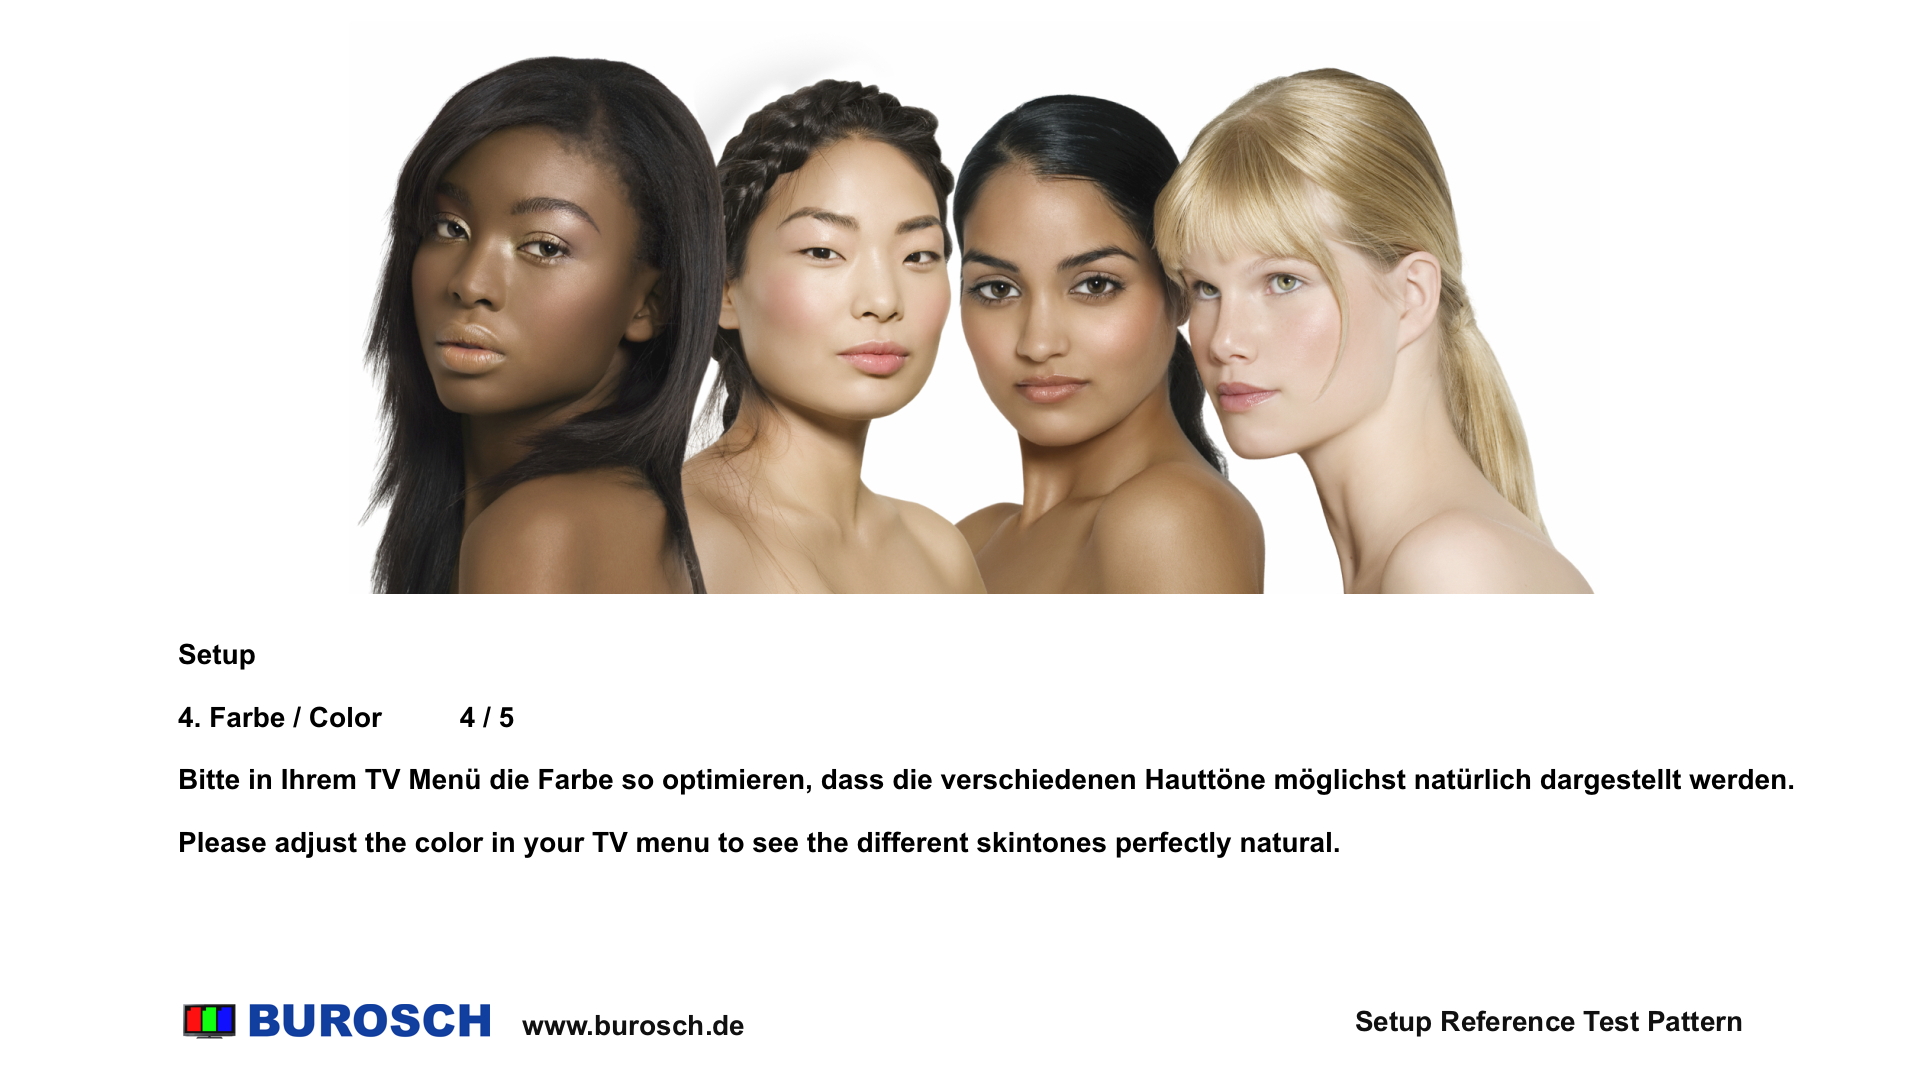 Setup
4. Farbe / Color 4 / 5
Bitte in Ihrem TV Menü die Farbe so optimieren, dass die verschiedenen Hauttöne möglichst natürlich dargestellt werden.
Please adjust the color in your TV menu to see the different skintones perfectly natural.
BUROSCH www.burosch.de
Setup Reference Test Pattern